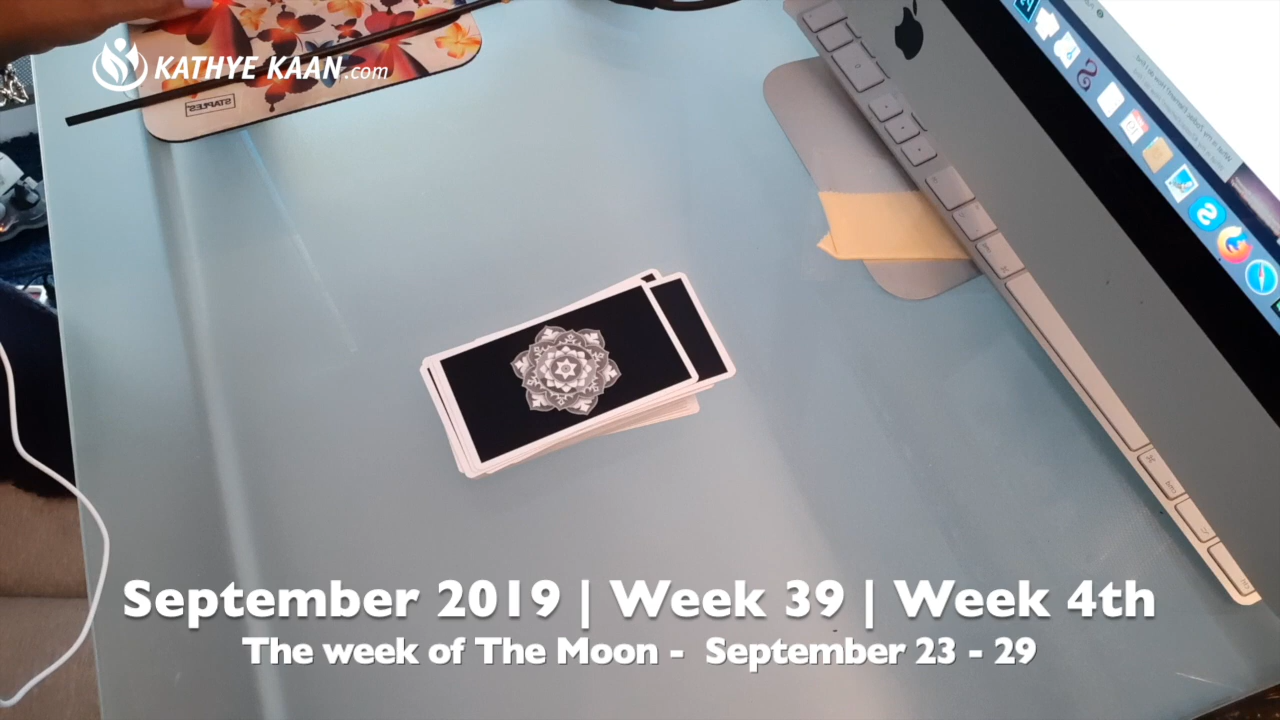 KATHYE KAAN.com
STAPLES
September 2019 | Week 39 | Week 4th
The week of The Moon - September 23 - 29